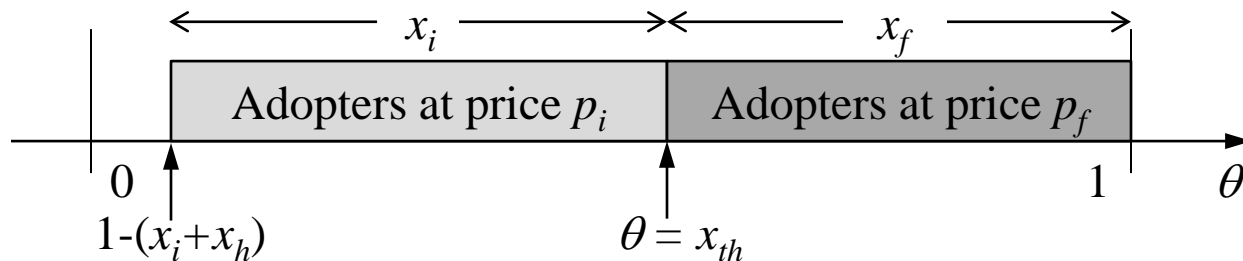 x_i x_f
Adopters at price p_i Adopters at price p_f
0 1 θ
1-(x_i+x_h) θ = x_th